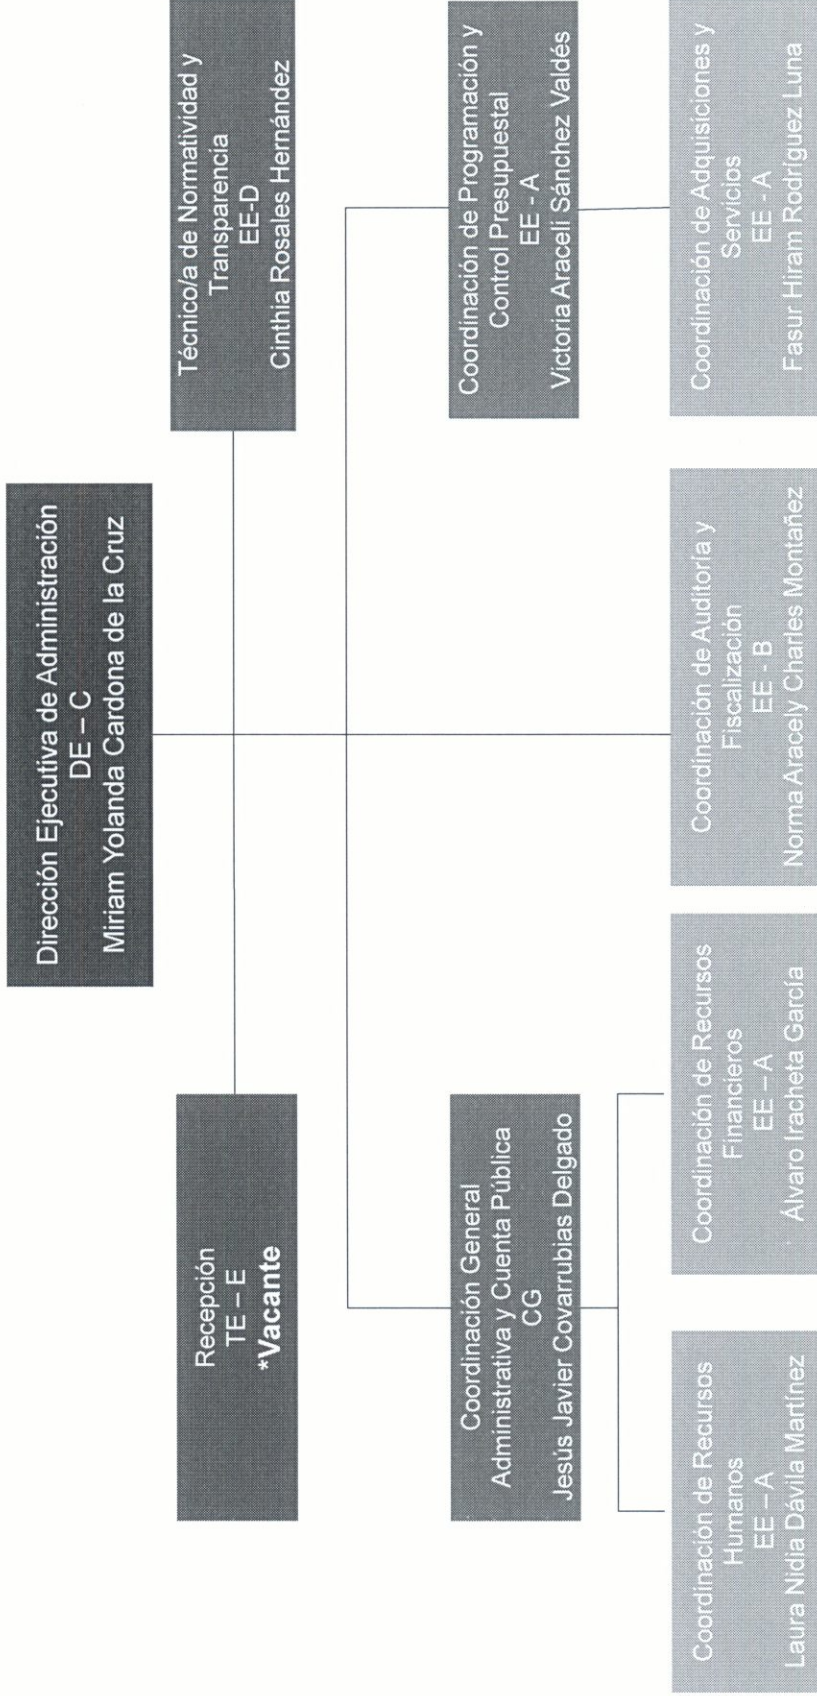 Dirección Ejecutiva de Administración
DE – C
Miriam Yolanda Cardona de la Cruz
Recepción
TE – E
*Vacante
Técnico/a de Normatividad y
Transparencia
EE-D
Cinthia Rosales Hernández
Coordinación General
Administrativa y Cuenta Pública
CG
Jesús Javier Covarrubias Delgado
Coordinación de Programación y
Control Presupuestal
EE - A
Victoria Araceli Sánchez Valdés
Coordinación de Recursos
Humanos
EE – A
Laura Nidia Dávila Martínez
Coordinación de Recursos
Financieros
EE – A
Álvaro Iracheta García
Coordinación de Auditoría y
Fiscalización
EE - B
Norma Aracely Charles Montañez
Coordinación de Adquisiciones y
Servicios
EE - A
Fasur Hiram Rodríguez Luna